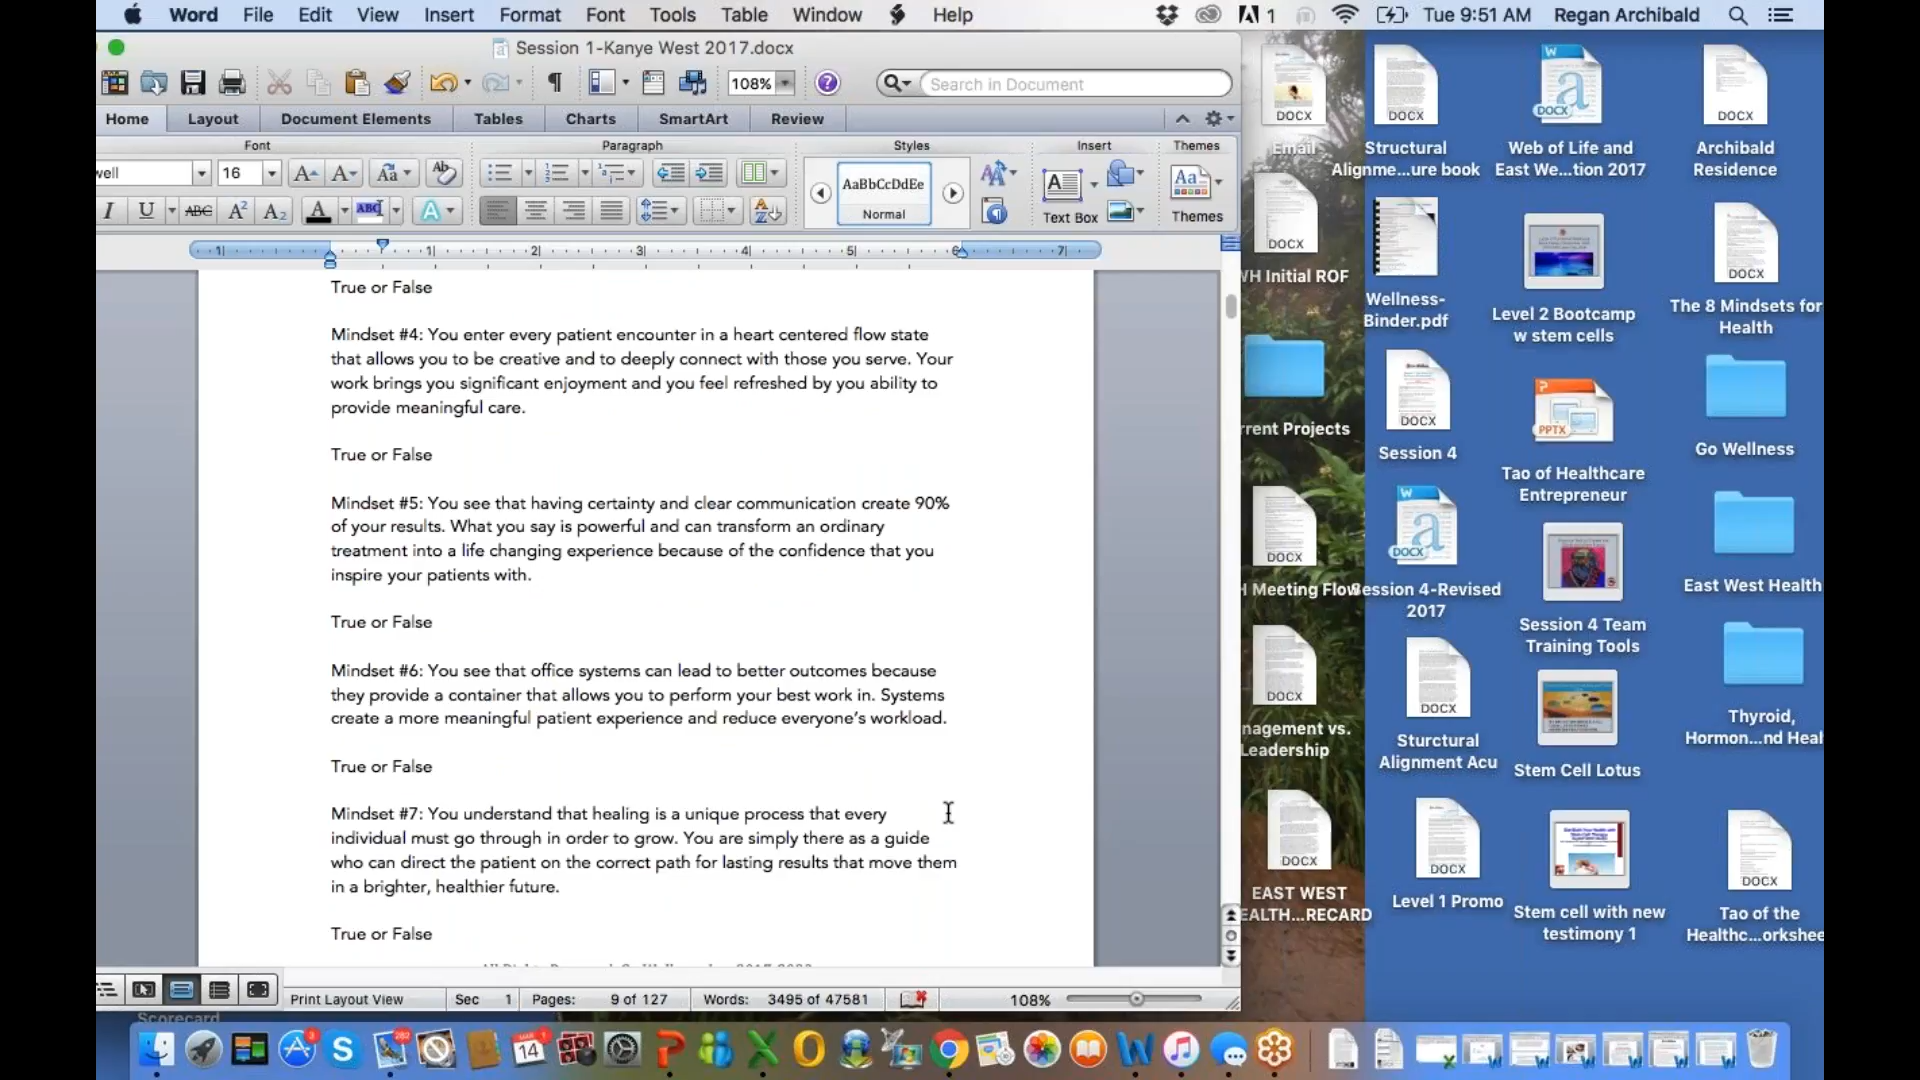 Word File Edit View Insert Format Font Tools Table Window Help 1 Tue 9:51 AM Regan Archibald
Session 1-Kanye West 2017.docx
108% Search in Document
Home Layout Document Elements Tables Charts SmartArt Review
Font Paragraph Styles Insert Themes
16 AaBbCcDdEe
Normal Text Box Themes
True or False
Mindset #4: You enter every patient encounter in a heart centered flow state
that allows you to be creative and to deeply connect with those you serve. Your
work brings you significant enjoyment and you feel refreshed by you ability to
provide meaningful care.
True or False
Mindset #5: You see that having certainty and clear communication create 90%
of your results. What you say is powerful and can transform an ordinary
treatment into a life changing experience because of the confidence that you
inspire your patients with.
True or False
Mindset #6: You see that office systems can lead to better outcomes because
they provide a container that allows you to perform your best work in. Systems
create a more meaningful patient experience and reduce everyone's workload.
True or False
Mindset #7: You understand that healing is a unique process that every
individual must go through in order to grow. You are simply there as a guide
who can direct the patient on the correct path for lasting results that move them
in a brighter, healthier future.
True or False
Print Layout View Sec 1 Pages: 9 of 127 Words: 3495 of 47581 108%
Scorecard
Email
WH Initial ROF
rrent Projects
H Meeting Flow
nagement vs.
Leadership
EAST WEST
EALTH...RECARD
Structural
Alignme...ure book
Wellness-
Binder.pdf
Session 4
Session 4-Revised
2017
Sturctural
Alignment Acu
Level 1 Promo
Web of Life and
East We...tion 2017
Level 2 Bootcamp
w stem cells
Tao of Healthcare
Entrepreneur
Session 4 Team
Training Tools
Stem Cell Lotus
Stem cell with new
testimony 1
Archibald
Residence
The 8 Mindsets for
Health
Go Wellness
East West Health
Thyroid,
Hormon...nd Heal
Tao of the
Healthc...orkshee